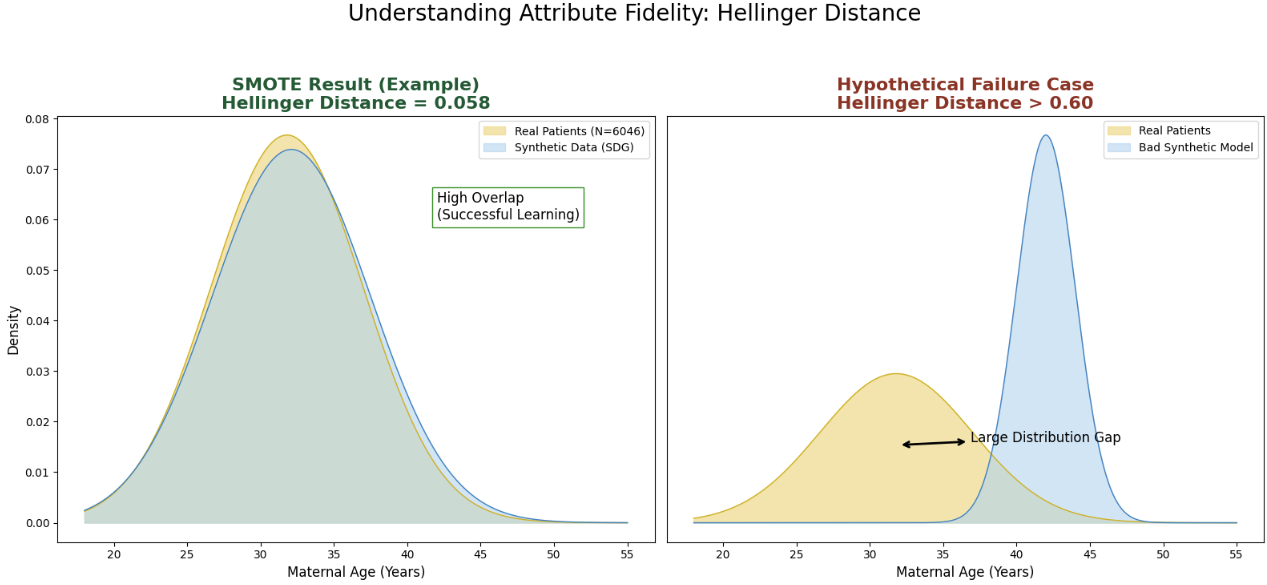 Understanding Attribute Fidelity: Hellinger Distance
SMOTE Result (Example)
Hellinger Distance = 0.058
Density
0.08
0.07
0.06
0.05
0.04
0.03
0.02
0.01
0.00
Real Patients (N=6046)
Synthetic Data (SDG)
High Overlap
(Successful Learning)
20 25 30 35 40 45 50 55
Maternal Age (Years)
Hypothetical Failure Case
Hellinger Distance > 0.60
Real Patients
Bad Synthetic Model
Large Distribution Gap
20 25 30 35 40 45 50 55
Maternal Age (Years)